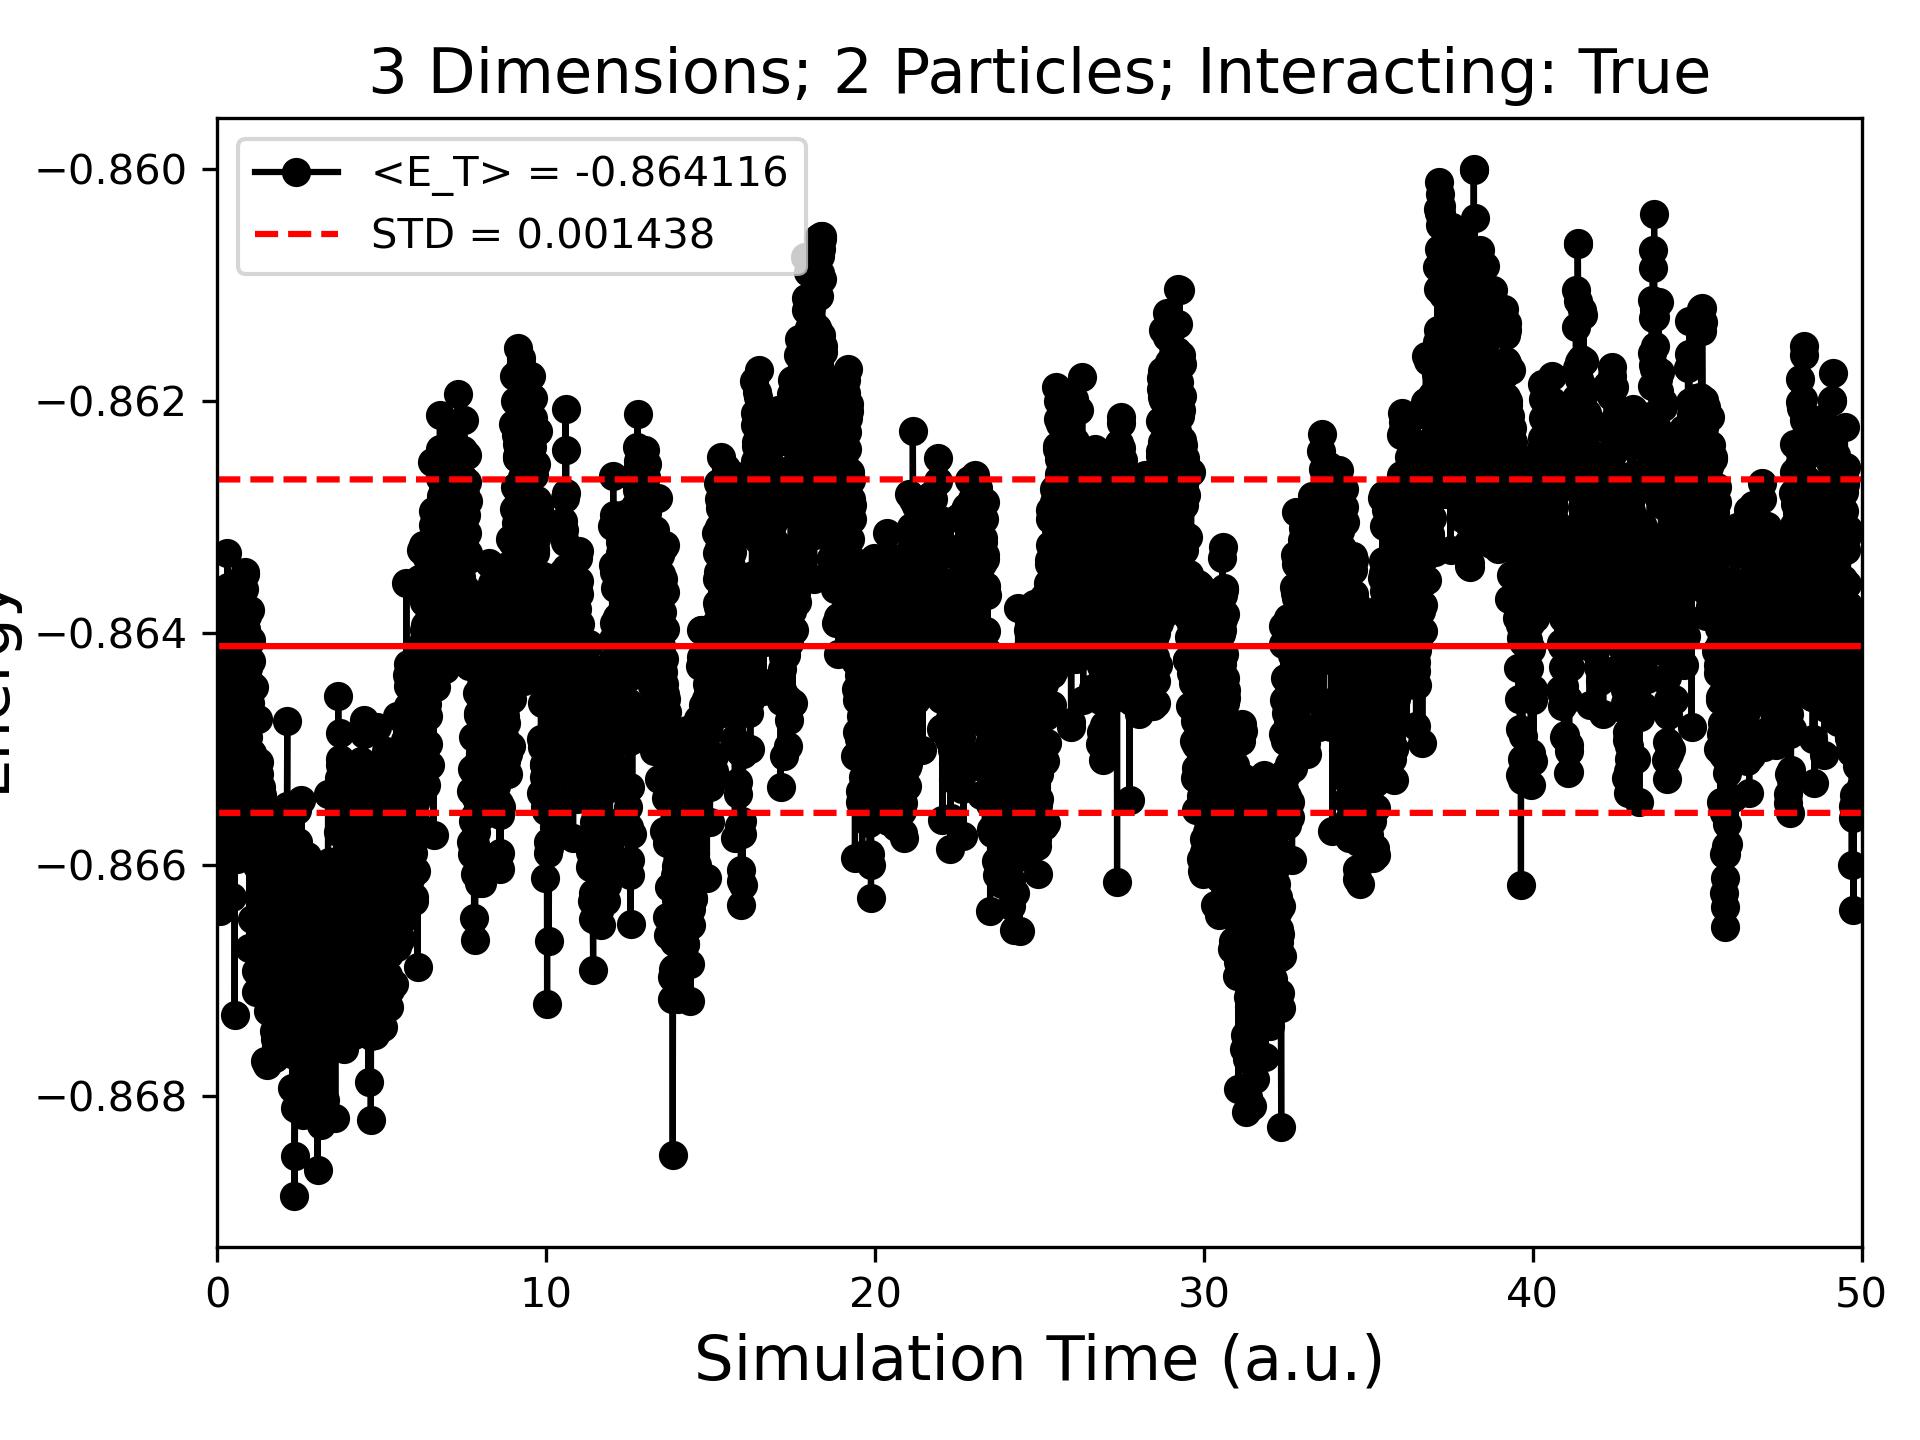 3 Dimensions; 2 Particles; Interacting: True
<E_T> = -0.864116
STD = 0.001438
−0.860
−0.862
−0.864
−0.866
−0.868
Energy
0 10 20 30 40 50
Simulation Time (a.u.)